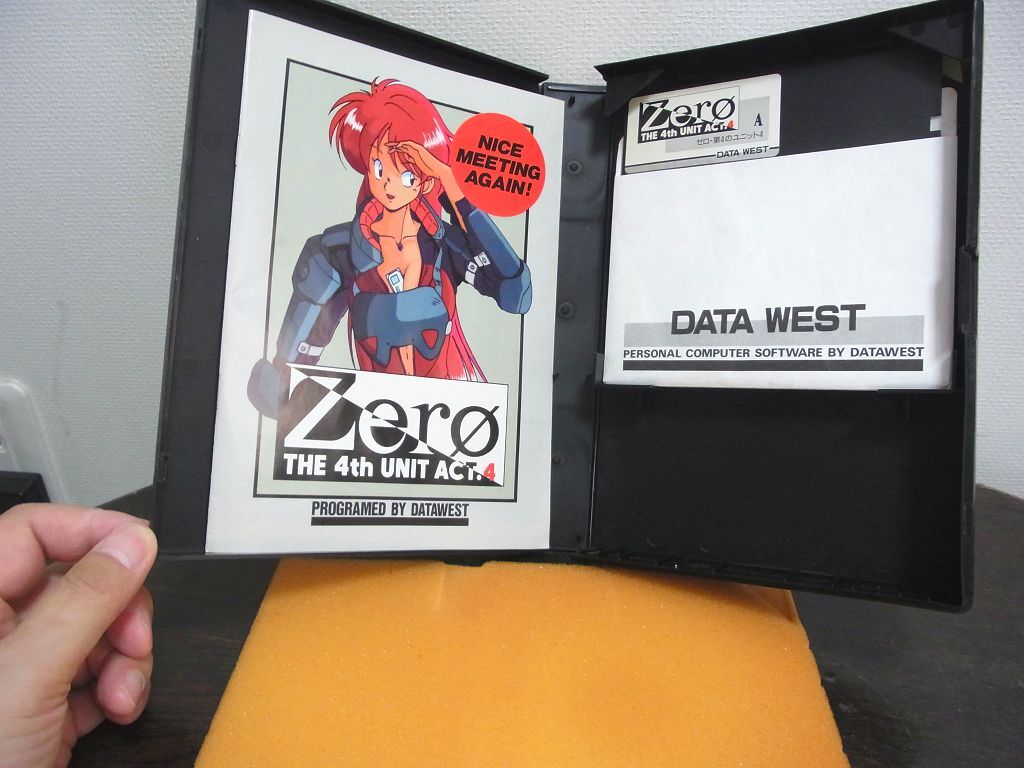 NICE
MEETING
AGAIN!
Zerø
THE 4th UNIT ACT.4
PROGRAMED BY DATAWEST
Zerø
THE 4th UNIT ACT.4
A
ゼロ・第4のユニット4
DATA WEST
DATA WEST
PERSONAL COMPUTER SOFTWARE BY DATAWEST